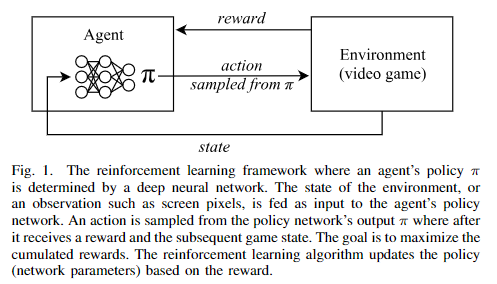 reward
Agent
Environment
(video game)
π
action
sampled from π
state
Fig. 1. The reinforcement learning framework where an agent's policy π
is determined by a deep neural network. The state of the environment, or
an observation such as screen pixels, is fed as input to the agent's policy
network. An action is sampled from the policy network's output π where after
it receives a reward and the subsequent game state. The goal is to maximize the
cumulated rewards. The reinforcement learning algorithm updates the policy
(network parameters) based on the reward.